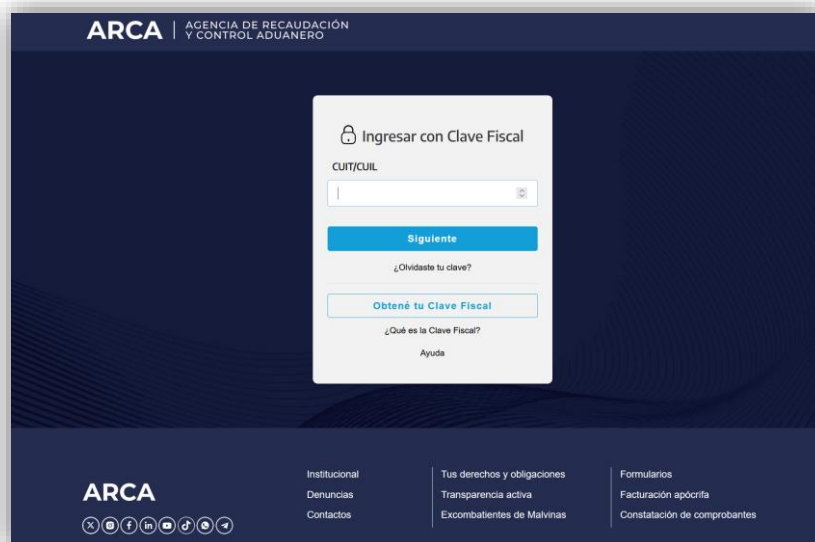 ARCA
AGENCIA DE RECAUDACIÓN
Y CONTROL ADUANERO
Ingresar con Clave Fiscal
CUIT/CUIL
Siguiente
¿Olvidaste tu clave?
Obtené tu Clave Fiscal
¿Qué es la Clave Fiscal?
Ayuda
ARCA
Institucional
Denuncias
Contactos
Tus derechos y obligaciones
Transparencia activa
Excombatientes de Malvinas
Formularios
Facturación apócrifa
Constatación de comprobantes